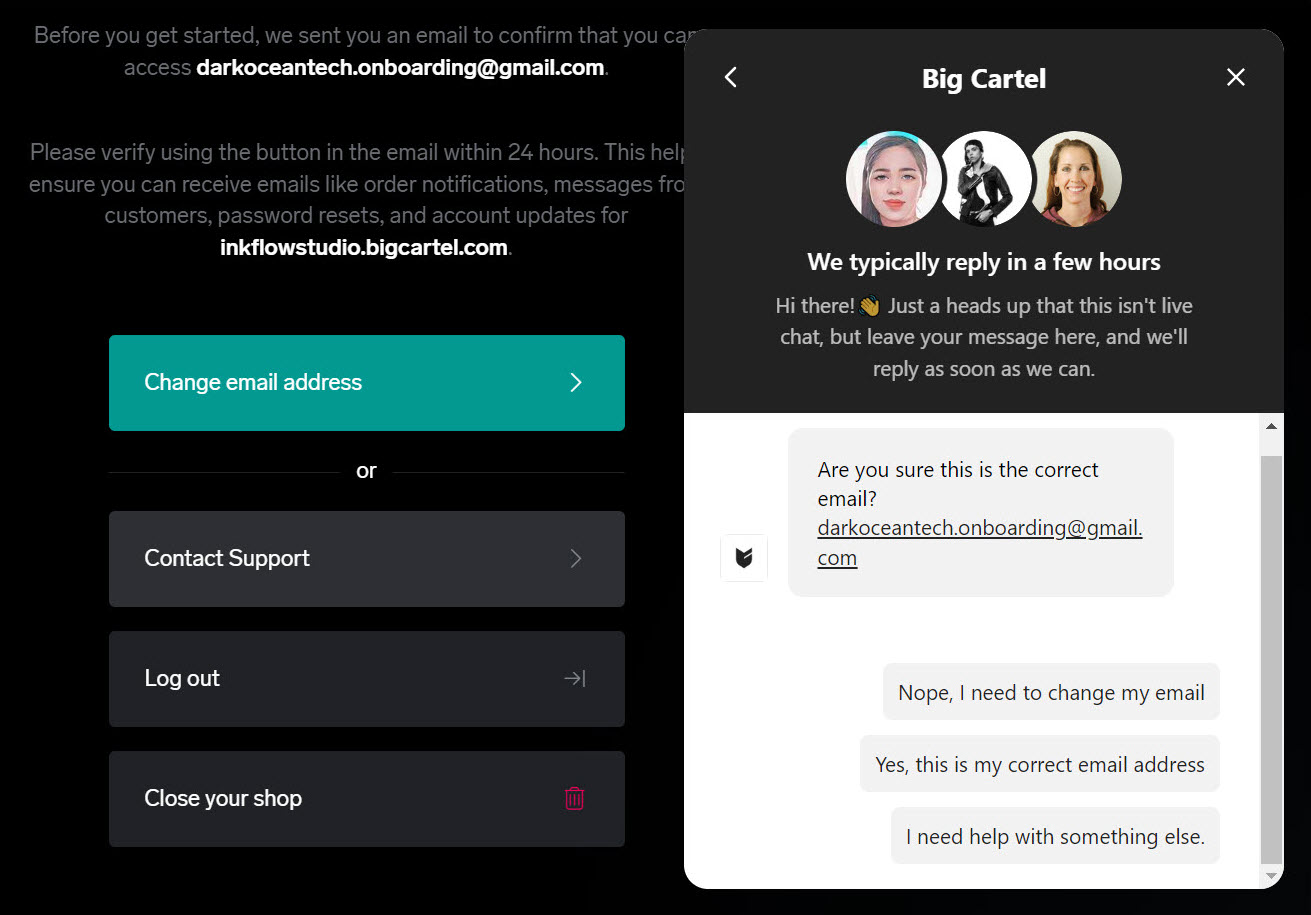 Before you get started, we sent you an email to confirm that you can
access darkoceantech.onboarding@gmail.com.
Please verify using the button in the email within 24 hours. This help
ensure you can receive emails like order notifications, messages fro
customers, password resets, and account updates for
inkflowstudio.bigcartel.com.
Change email address
or
Contact Support
Log out
Close your shop
Big Cartel
We typically reply in a few hours
Hi there!👋 Just a heads up that this isn't live
chat, but leave your message here, and we'll
reply as soon as we can.
Are you sure this is the correct
email?
darkoceantech.onboarding@gmail.
com
Nope, I need to change my email
Yes, this is my correct email address
I need help with something else.